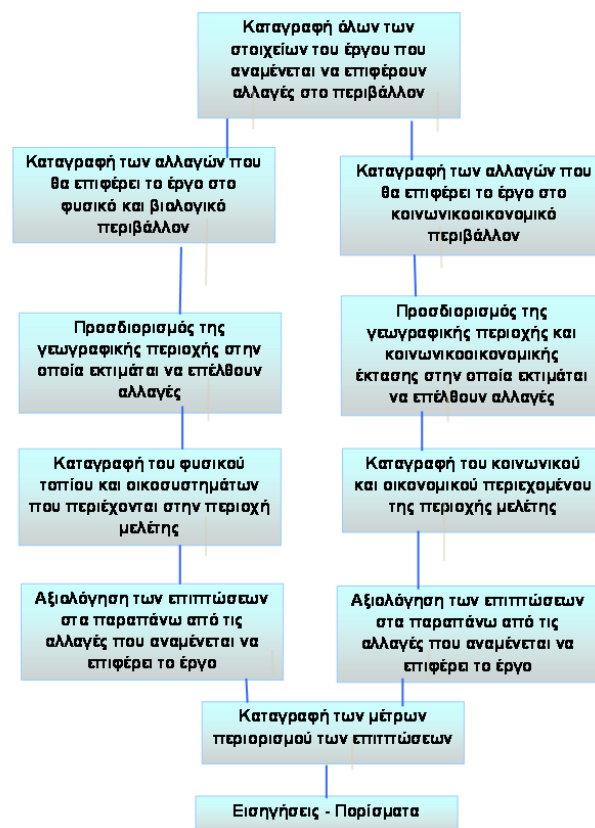 Καταγραφή όλων των
στοιχείων του έργου που
αναμένεται να επιφέρουν
αλλαγές στο περιβάλλον
Καταγραφή των αλλαγών που
θα επιφέρει το έργο στο
φυσικό και βιολογικό
περιβάλλον
Καταγραφή των αλλαγών που
θα επιφέρει το έργο στο
κοινωνικοοικονομικό
περιβάλλον
Προσδιορισμός της
γεωγραφικής περιοχής στην
οποία εκτιμάται να επέλθουν
αλλαγές
Προσδιορισμός της
γεωγραφικής περιοχής και
κοινωνικοοικονομικής
έκτασης στην οποία εκτιμάται
να επέλθουν αλλαγές
Καταγραφή του φυσικού
τοπίου και οικοσυστημάτων
που περιέχονται στην περιοχή
μελέτης
Καταγραφή του κοινωνικού
και οικονομικού περιεχομένου
της περιοχής μελέτης
Αξιολόγηση των επιπτώσεων
στα παραπάνω από τις
αλλαγές που αναμένεται να
επιφέρει το έργο
Αξιολόγηση των επιπτώσεων
στα παραπάνω από τις
αλλαγές που αναμένεται να
επιφέρει το έργο
Καταγραφή των μέτρων
περιορισμού των επιπτώσεων
Εισηγήσεις - Πορίσματα